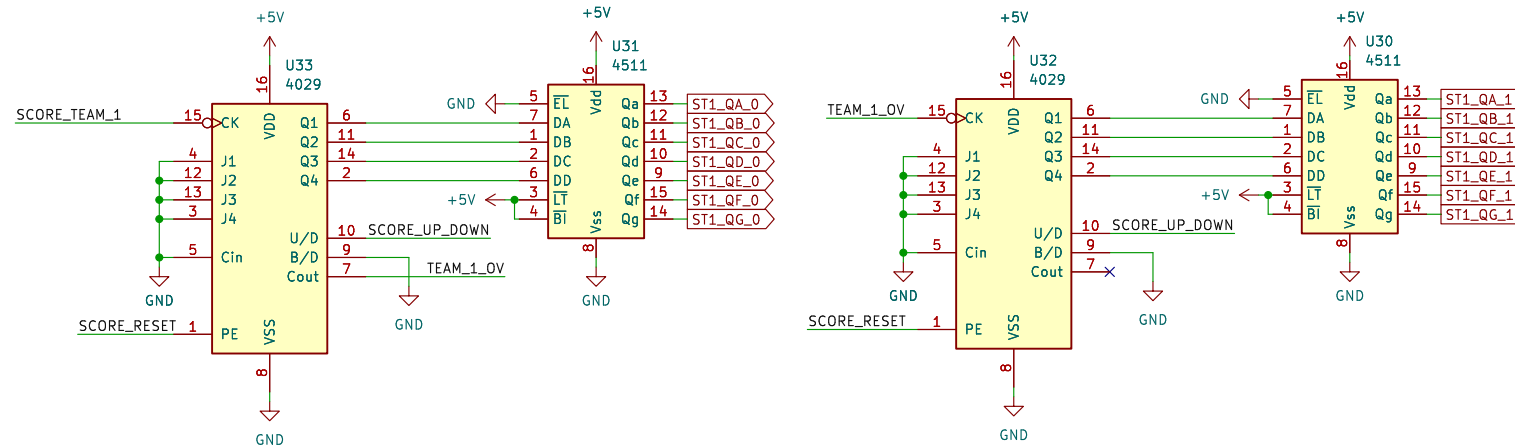 +5V
U33
4029
16
VDD
SCORE_TEAM_1
15
CK
4
J1
12
J2
13
J3
3
J4
5
Cin
GND
SCORE_RESET
1
PE
VSS
8
GND
Q1
6
Q2
11
Q3
14
Q4
2
U/D
10
SCORE_UP_DOWN
B/D
9
Cout
7
TEAM_1_OV
GND
+5V
U31
4511
16
Vdd
GND
5
EL
7
DA
1
DB
2
DC
6
DD
+5V
3
LT
4
BI
Vss
8
GND
Qa
13
ST1_QA_0
Qb
12
ST1_QB_0
Qc
11
ST1_QC_0
Qd
10
ST1_QD_0
Qe
9
ST1_QE_0
Qf
15
ST1_QF_0
Qg
14
ST1_QG_0
+5V
U32
4029
16
VDD
TEAM_1_OV
15
CK
4
J1
12
J2
13
J3
3
J4
5
Cin
GND
SCORE_RESET
1
PE
VSS
8
GND
Q1
6
Q2
11
Q3
14
Q4
2
U/D
10
SCORE_UP_DOWN
B/D
9
Cout
7
GND
+5V
U30
4511
16
Vdd
GND
5
EL
7
DA
1
DB
2
DC
6
DD
+5V
3
LT
4
BI
Vss
8
GND
Qa
13
ST1_QA_1
Qb
12
ST1_QB_1
Qc
11
ST1_QC_1
Qd
10
ST1_QD_1
Qe
9
ST1_QE_1
Qf
15
ST1_QF_1
Qg
14
ST1_QG_1